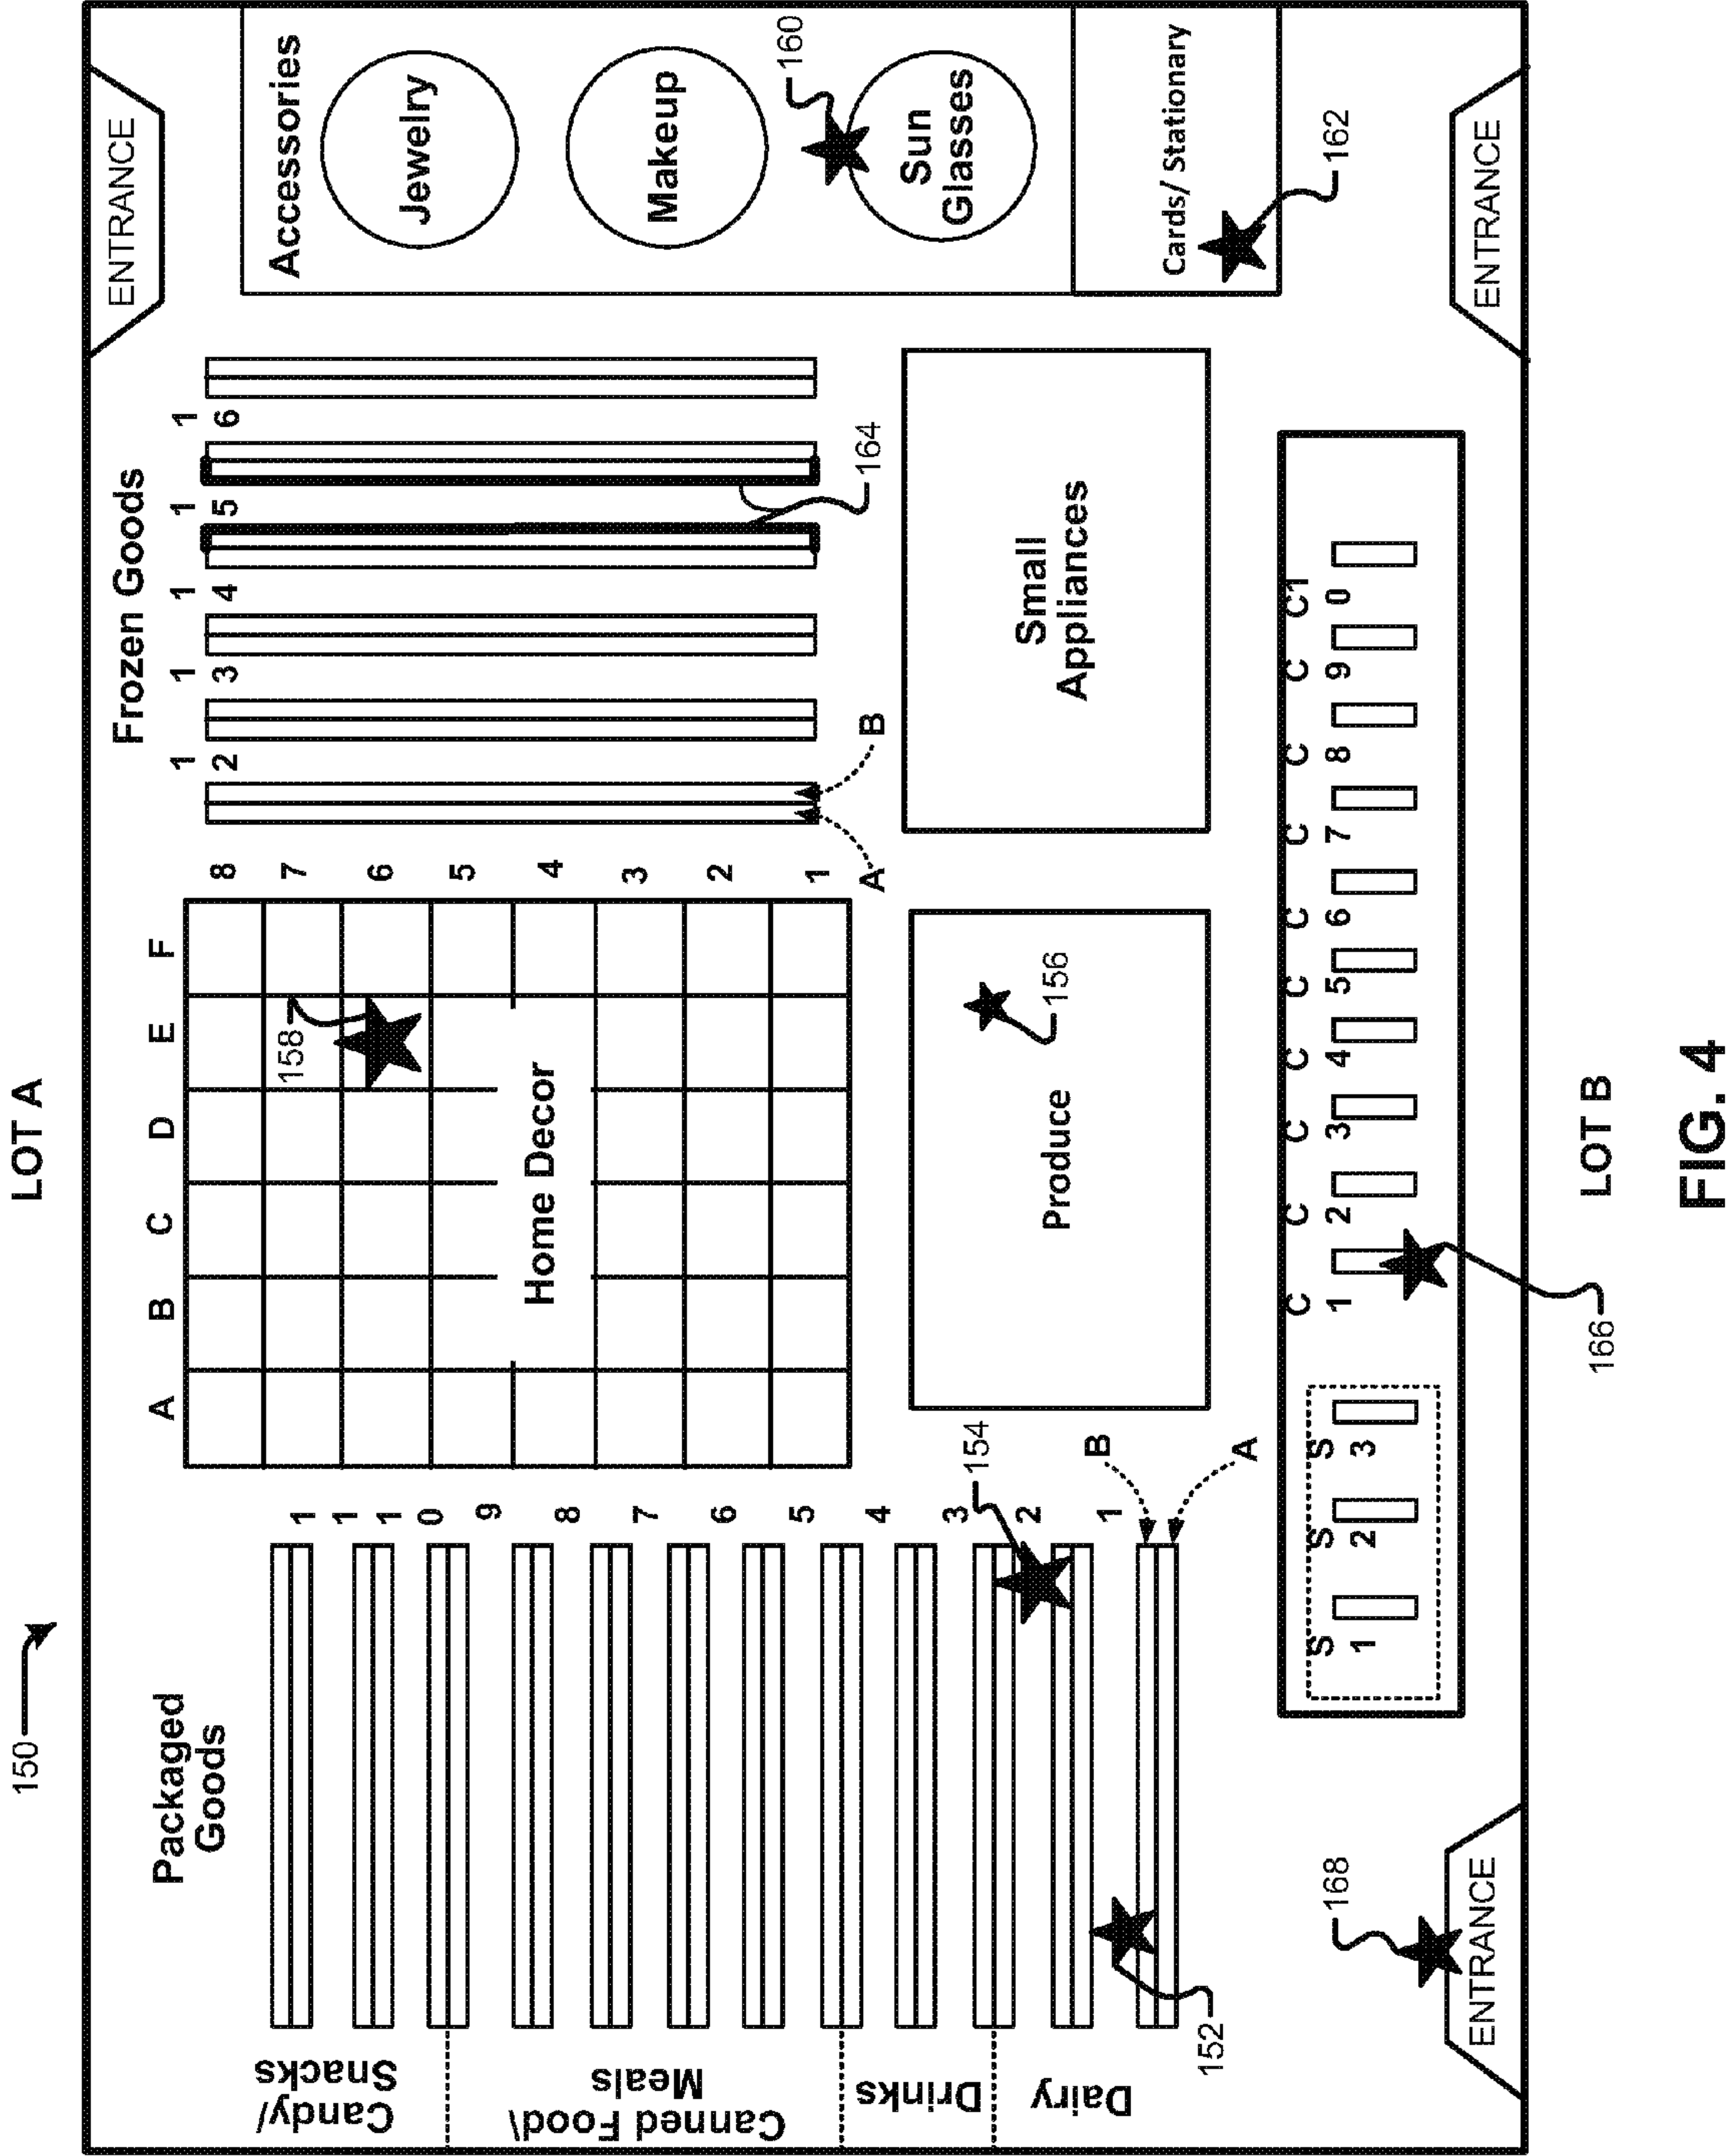 150
LOT A
ENTRANCE
Packaged
Goods
A B C D E F
Frozen Goods
1 1 1 1 1
2 3 4 5 6
Accessories
Jewelry
Makeup
Sun
Glasses
160
Candy/
Snacks
Canned Food/
Meals
Drinks
Dairy
1
1
1
0
9
8
7
6
5
4
3
2
1
8
7
6
5
4
3
2
1
158
Home Decor
164
A
B
154
B
A
152
Produce
156
Small
Appliances
Cards/ Stationary
162
S S S
1 2 3
C C C C C C C C C C1
1 2 3 4 5 6 7 8 9 0
168
ENTRANCE
ENTRANCE
166
LOT B
FIG. 4